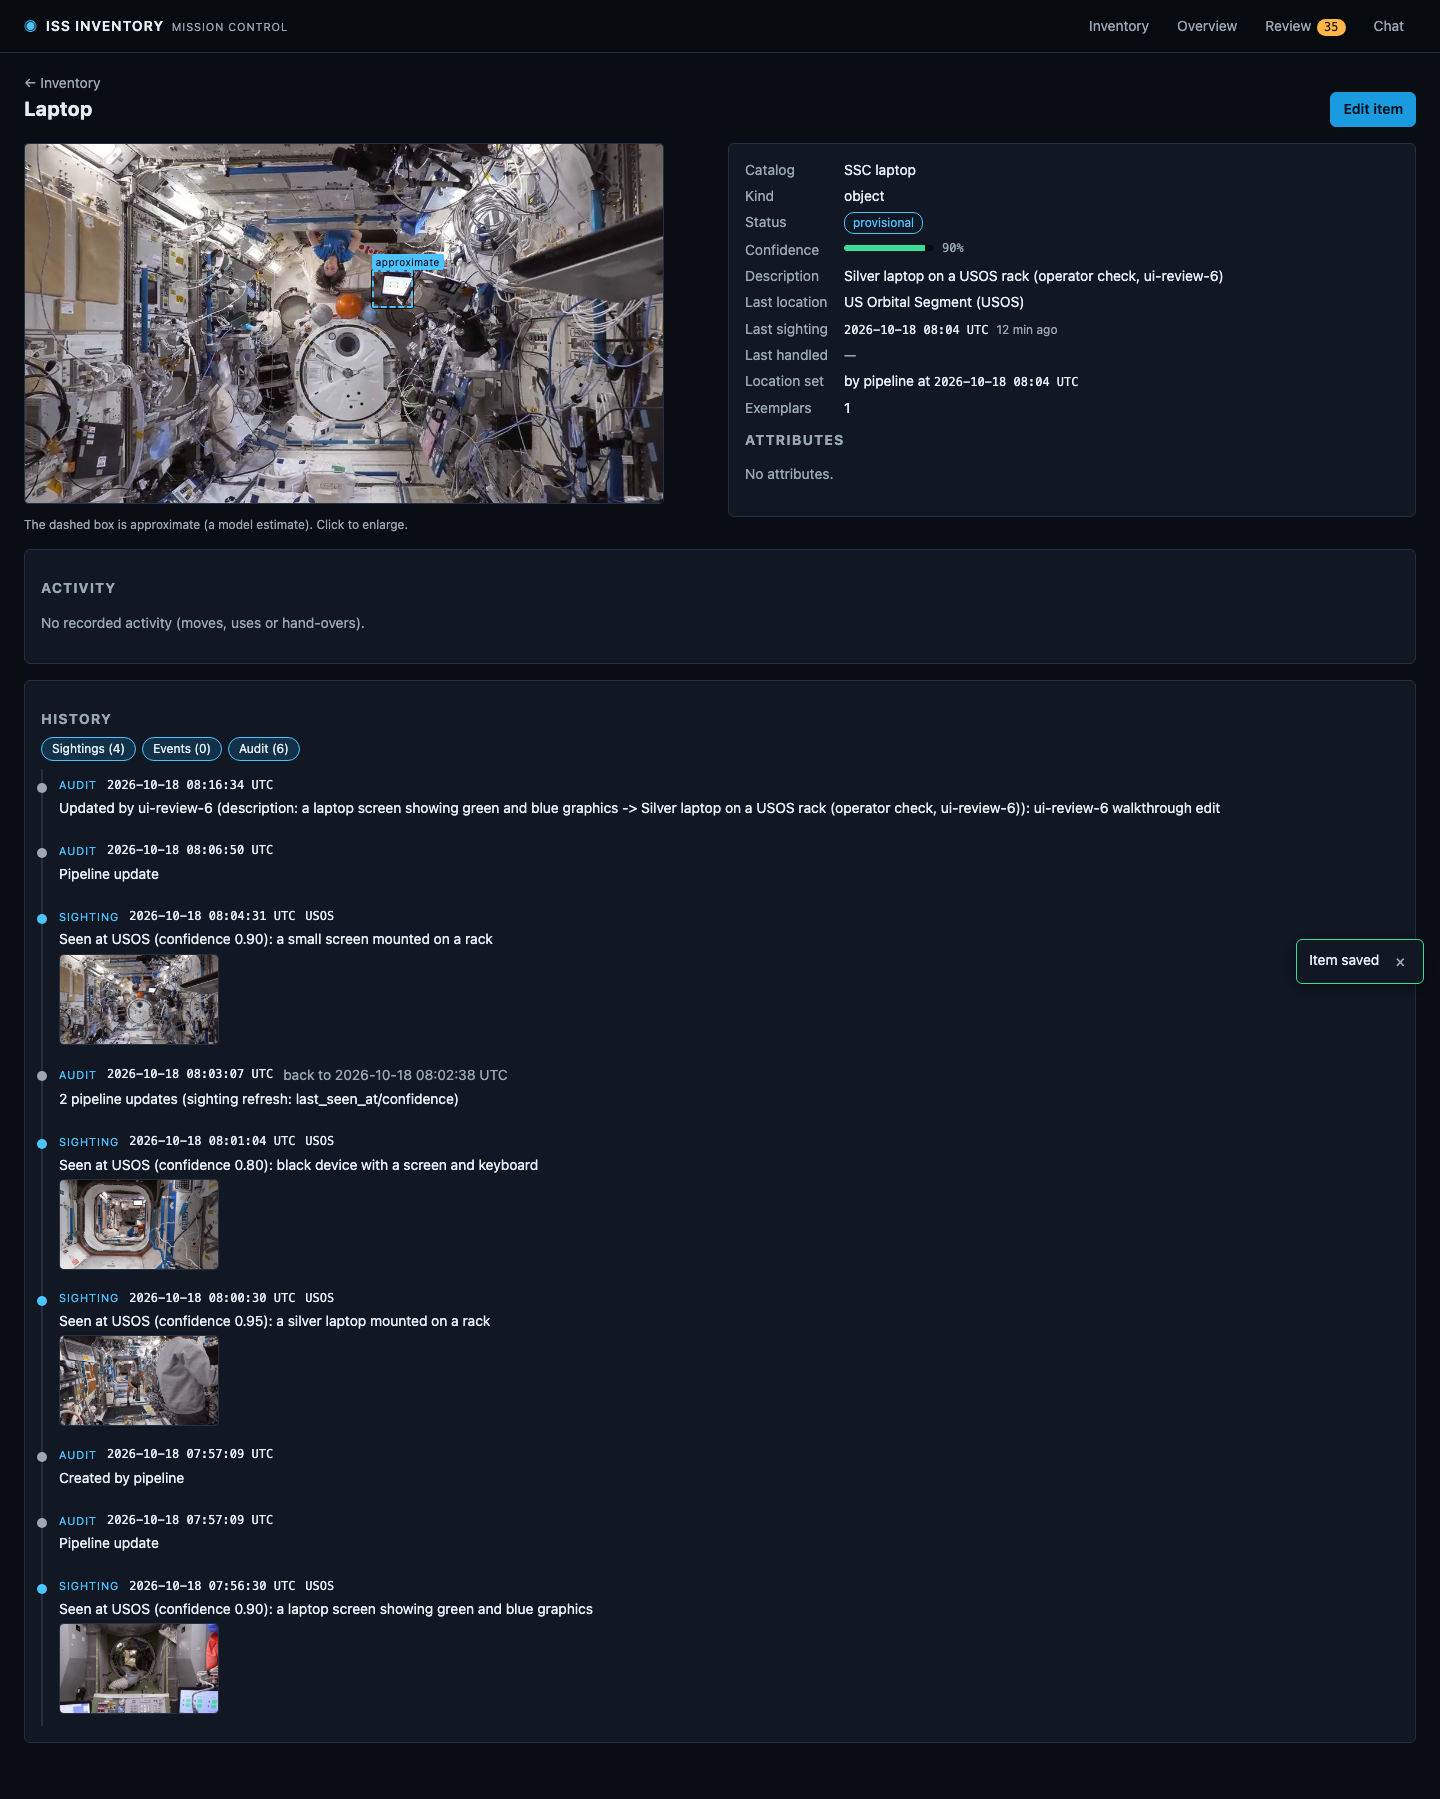 ISS INVENTORY MISSION CONTROL
Inventory Overview Review 35 Chat
← Inventory
Laptop
Edit item
approximate
The dashed box is approximate (a model estimate). Click to enlarge.
Catalog SSC laptop
Kind object
Status provisional
Confidence 90%
Description Silver laptop on a USOS rack (operator check, ui-review-6)
Last location US Orbital Segment (USOS)
Last sighting 2026-10-18 08:04 UTC 12 min ago
Last handled —
Location set by pipeline at 2026-10-18 08:04 UTC
Exemplars 1
ATTRIBUTES
No attributes.
ACTIVITY
No recorded activity (moves, uses or hand-overs).
HISTORY
Sightings (4) Events (0) Audit (6)
AUDIT 2026-10-18 08:16:34 UTC
Updated by ui-review-6 (description: a laptop screen showing green and blue graphics -> Silver laptop on a USOS rack (operator check, ui-review-6)): ui-review-6 walkthrough edit
AUDIT 2026-10-18 08:06:50 UTC
Pipeline update
SIGHTING 2026-10-18 08:04:31 UTC USOS
Seen at USOS (confidence 0.90): a small screen mounted on a rack
Item saved ×
AUDIT 2026-10-18 08:03:07 UTC back to 2026-10-18 08:02:38 UTC
2 pipeline updates (sighting refresh: last_seen_at/confidence)
SIGHTING 2026-10-18 08:01:04 UTC USOS
Seen at USOS (confidence 0.80): black device with a screen and keyboard
SIGHTING 2026-10-18 08:00:30 UTC USOS
Seen at USOS (confidence 0.95): a silver laptop mounted on a rack
AUDIT 2026-10-18 07:57:09 UTC
Created by pipeline
AUDIT 2026-10-18 07:57:09 UTC
Pipeline update
SIGHTING 2026-10-18 07:56:30 UTC USOS
Seen at USOS (confidence 0.90): a laptop screen showing green and blue graphics